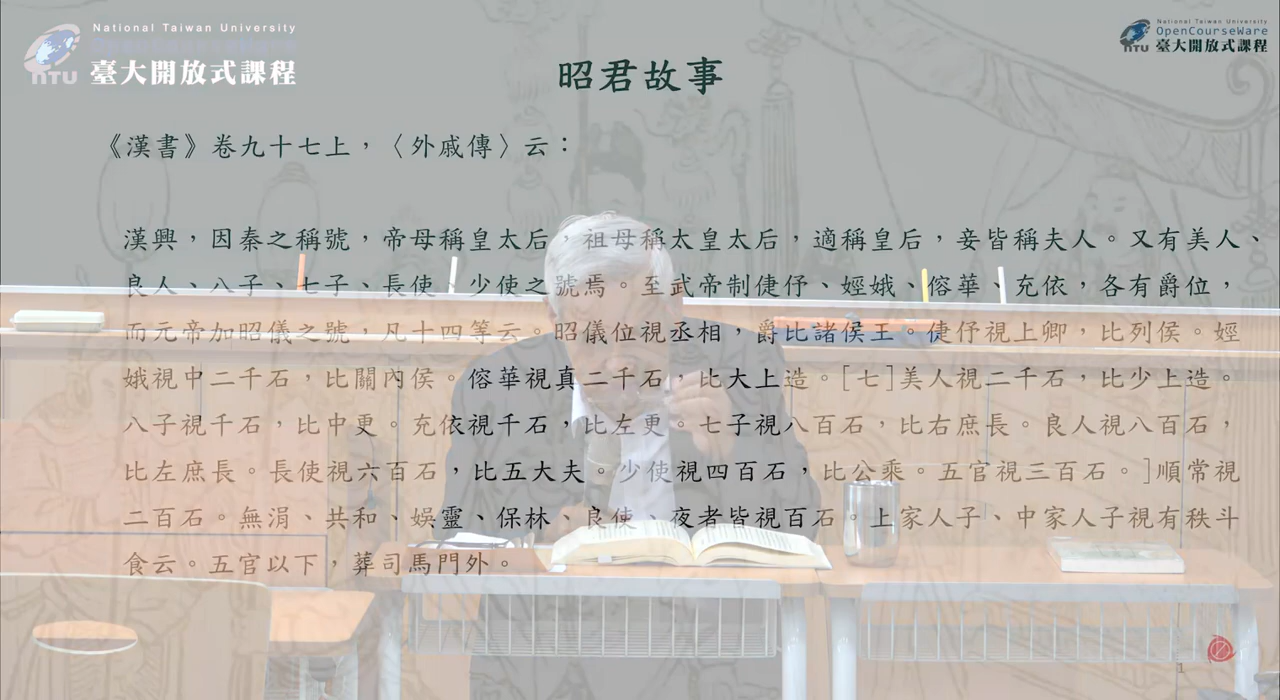 National Taiwan University
OpenCourseWare
臺大開放式課程
NTU
National Taiwan University
OpenCourseWare
臺大開放式課程
NTU
昭君故事
《漢書》卷九十七上，〈外戚傳〉云：
漢興，因秦之稱號，帝母稱皇太后，祖母稱太皇太后，適稱皇后，妾皆稱夫人。又有美人、
良人、八子、七子、長使、少使之號焉。至武帝制倢伃、娙娥、傛華、充依，各有爵位，
而元帝加昭儀之號，凡十四等云。昭儀位視丞相，爵比諸侯王。倢伃視上卿，比列侯。娙
娥視中二千石，比關內侯。傛華視真二千石，比大上造。[七]美人視二千石，比少上造。
八子視千石，比中更。充依視千石，比左更。七子視八百石，比右庶長。良人視八百石，
比左庶長。長使視六百石，比五大夫。少使視四百石，比公乘。五官視三百石。]順常視
二百石。無涓、共和、娛靈、保林、良使、夜者皆視百石。上家人子、中家人子視有秩斗
食云。五官以下，葬司馬門外。
1